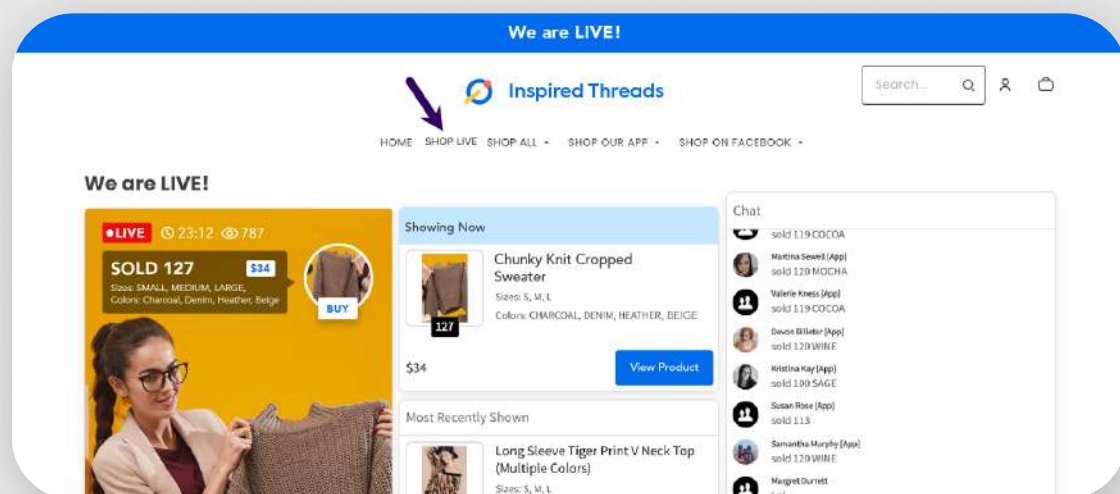 We are LIVE!
Inspired Threads
Search...
HOME SHOP LIVE SHOP ALL SHOP OUR APP SHOP ON FACEBOOK
We are LIVE!
LIVE 23:12 787
SOLD 127 $34
Sizes: SMALL, MEDIUM, LARGE,
Colors: Charcoal, Denim, Heather, Beige
BUY
Showing Now
Chunky Knit Cropped
Sweater
Sizes: S, M, L
Colors: CHARCOAL, DENIM, HEATHER, BEIGE
127
$34
View Product
Most Recently Shown
Long Sleeve Tiger Print V Neck Top
(Multiple Colors)
Sizes: S, M, L
Chat
sold 119 COCOA
Martina Sewell [App]
sold 120 MOCHA
Valerie Kness [App]
sold 119 COCOA
Devon Billeter [App]
sold 120 WINE
Kristina Kay [App]
sold 100 SAGE
Susan Rose [App]
sold 113
Samantha Murphy [App]
sold 120 WINE
Margret Durrett